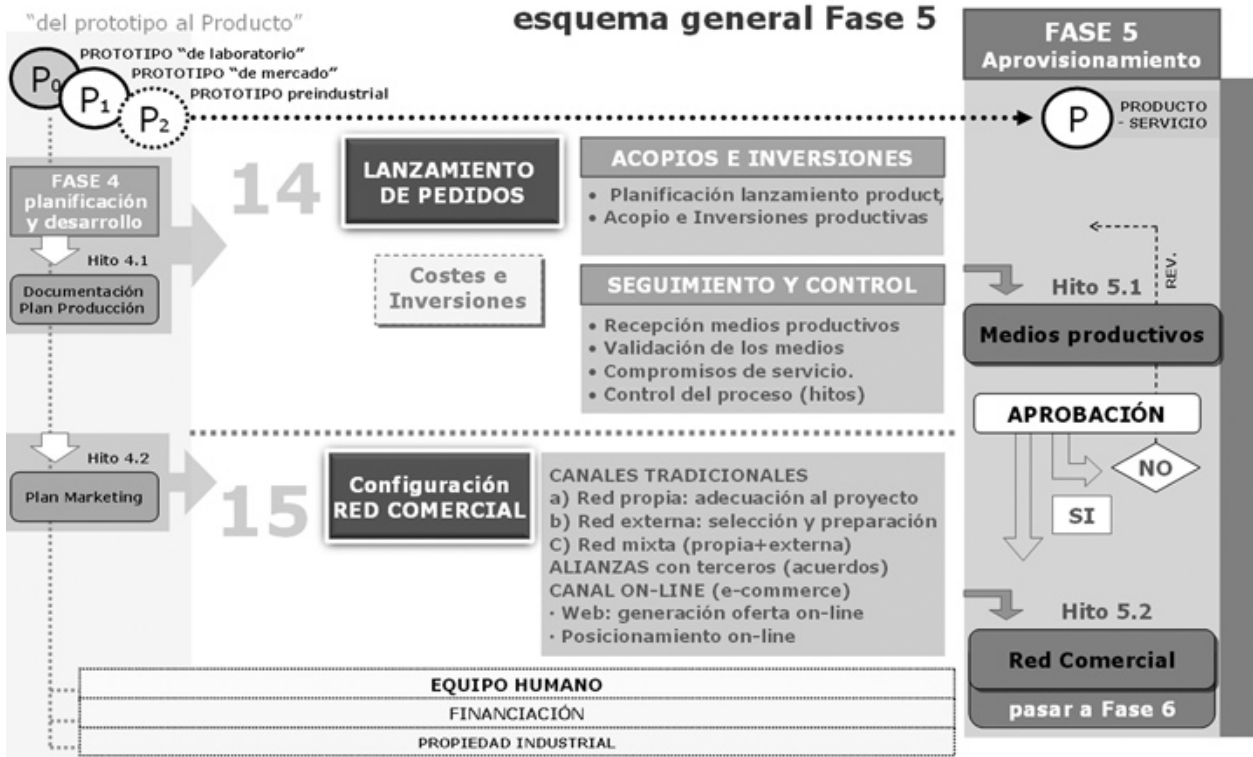 "del prototipo al Producto"
esquema general Fase 5
FASE 5
Aprovisionamiento
P0
PROTOTIPO "de laboratorio"
P1
PROTOTIPO "de mercado"
P2
PROTOTIPO preindustrial
P
PRODUCTO
- SERVICIO
FASE 4
planificación
y desarrollo
Hito 4.1
Documentación
Plan Producción
14
LANZAMIENTO
DE PEDIDOS
Costes e
Inversiones
ACOPIOS E INVERSIONES
• Planificación lanzamiento product,
• Acopio e Inversiones productivas
SEGUIMIENTO Y CONTROL
• Recepción medios productivos
• Validación de los medios
• Compromisos de servicio.
• Control del proceso (hitos)
REV.
Hito 5.1
Medios productivos
APROBACIÓN
NO
SI
Hito 4.2
Plan Marketing
15
Configuración
RED COMERCIAL
CANALES TRADICIONALES
a) Red propia: adecuación al proyecto
b) Red externa: selección y preparación
C) Red mixta (propia+externa)
ALIANZAS con terceros (acuerdos)
CANAL ON-LINE (e-commerce)
· Web: generación oferta on-line
· Posicionamiento on-line
Hito 5.2
Red Comercial
pasar a Fase 6
EQUIPO HUMANO
FINANCIACIÓN
PROPIEDAD INDUSTRIAL